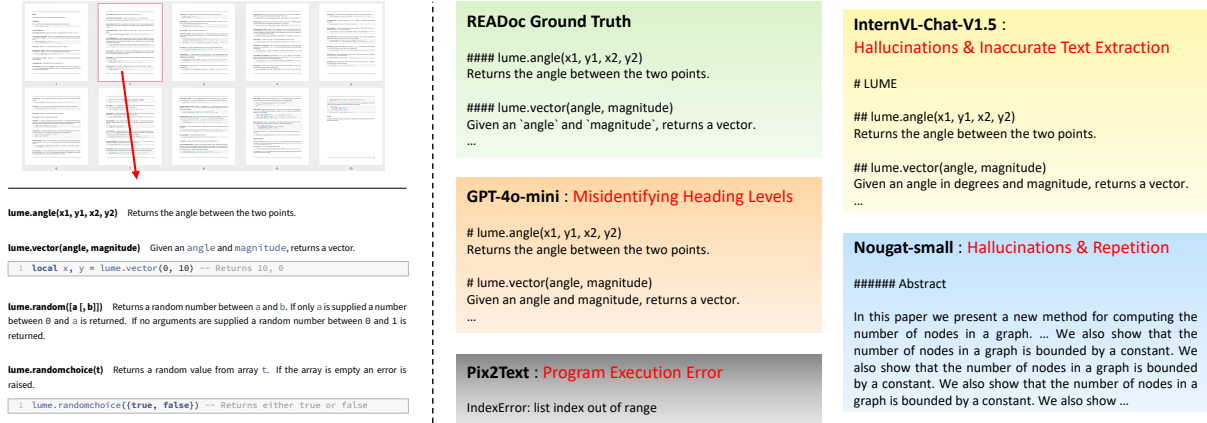 lume.angle(x1, y1, x2, y2) Returns the angle between the two points.
lume.vector(angle, magnitude) Given an angle and magnitude, returns a vector.
1 local x, y = lume.vector(0, 10) -- Returns 10, 0
lume.random([a [, b]]) Returns a random number between a and b. If only a is supplied a number
between 0 and a is returned. If no arguments are supplied a random number between 0 and 1 is
returned.
lume.randomchoice(t) Returns a random value from array t. If the array is empty an error is
raised.
1 lume.randomchoice({true, false}) -- Returns either true or false
READoc Ground Truth
#### lume.angle(x1, y1, x2, y2)
Returns the angle between the two points.
#### lume.vector(angle, magnitude)
Given an `angle` and `magnitude`, returns a vector.
...
GPT-4o-mini : Misidentifying Heading Levels
# lume.angle(x1, y1, x2, y2)
Returns the angle between the two points.
# lume.vector(angle, magnitude)
Given an angle and magnitude, returns a vector.
...
Pix2Text : Program Execution Error
IndexError: list index out of range
InternVL-Chat-V1.5 :
Hallucinations & Inaccurate Text Extraction
# LUME
## lume.angle(x1, y1, x2, y2)
Returns the angle between the two points.
## lume.vector(angle, magnitude)
Given an angle in degrees and magnitude, returns a vector.
...
Nougat-small : Hallucinations & Repetition
###### Abstract
In this paper we present a new method for computing the
number of nodes in a graph. ... We also show that the
number of nodes in a graph is bounded by a constant. We
also show that the number of nodes in a graph is bounded
by a constant. We also show that the number of nodes in a
graph is bounded by a constant. We also show ...